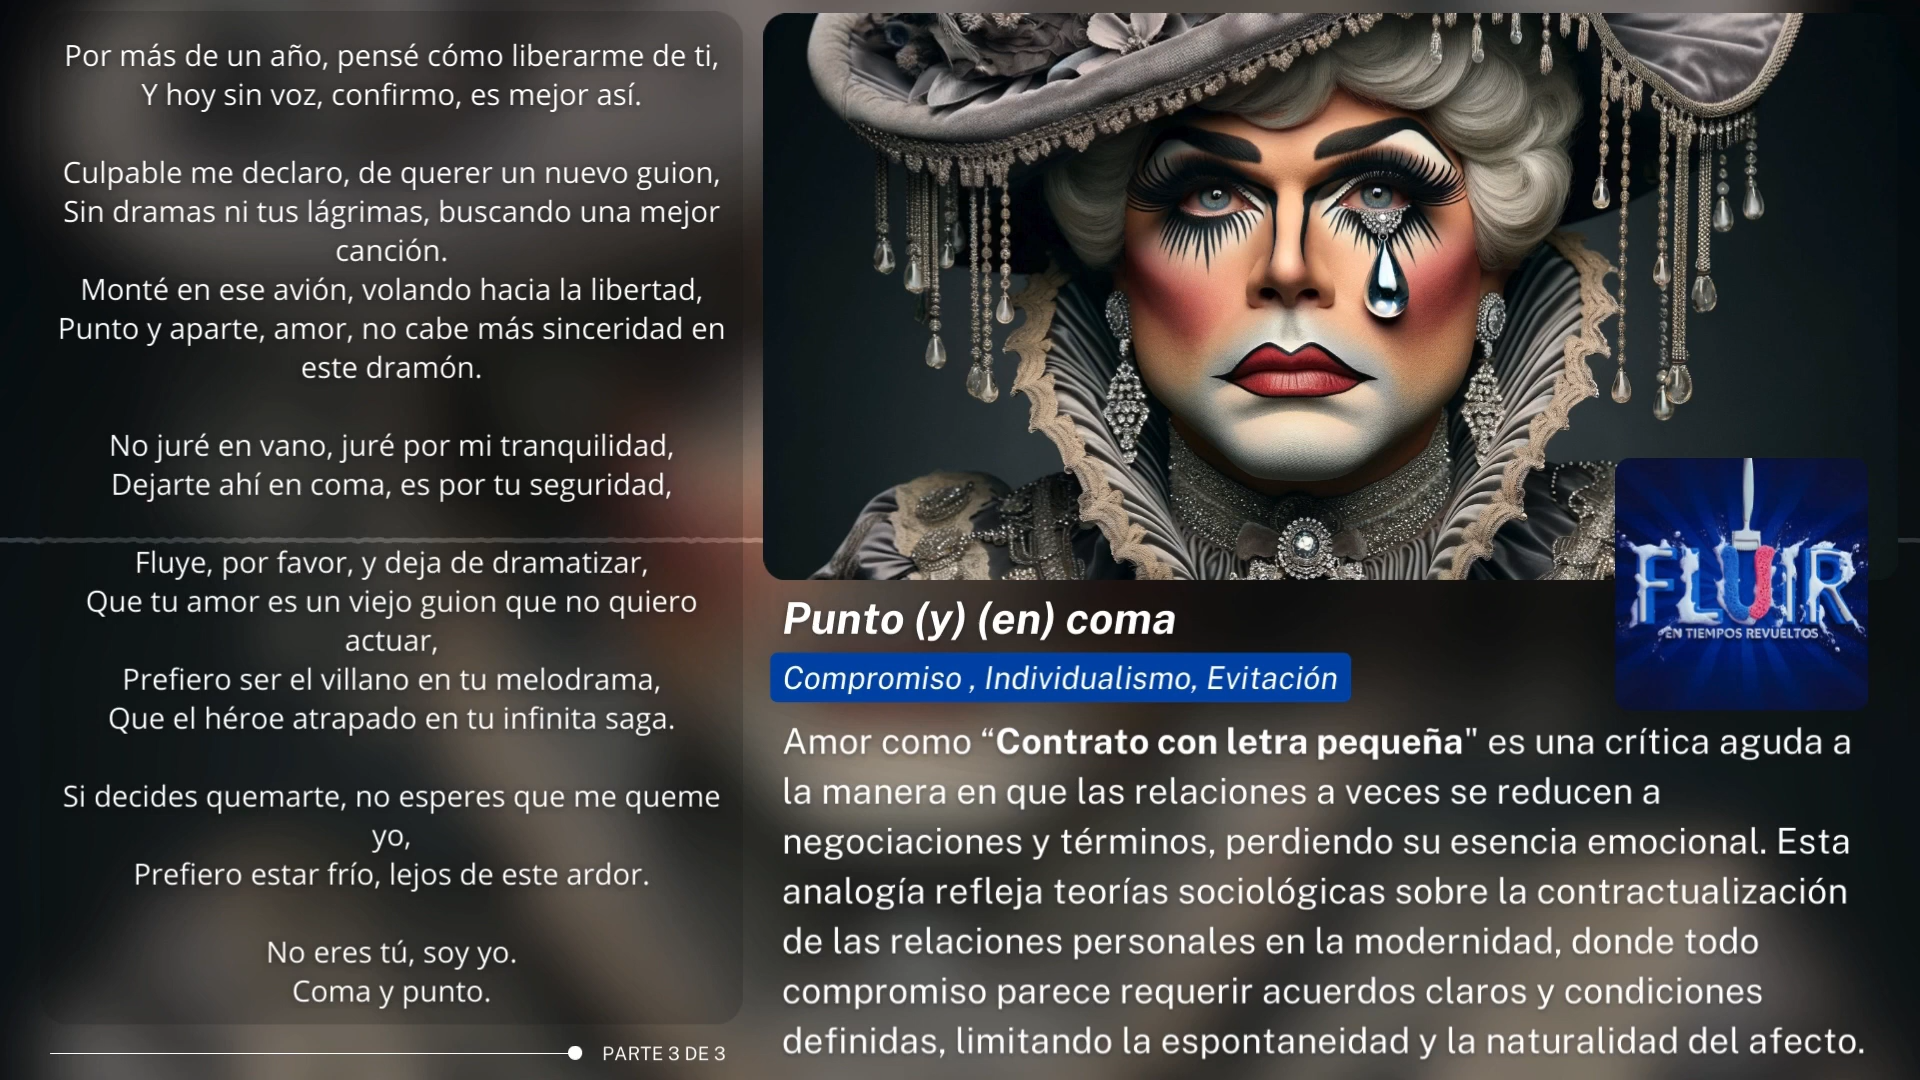 Por más de un año, pensé cómo liberarme de ti,
Y hoy sin voz, confirmo, es mejor así.
Culpable me declaro, de querer un nuevo guion,
Sin dramas ni tus lágrimas, buscando una mejor
canción.
Monté en ese avión, volando hacia la libertad,
Punto y aparte, amor, no cabe más sinceridad en
este dramón.
No juré en vano, juré por mi tranquilidad,
Dejarte ahí en coma, es por tu seguridad,
Fluye, por favor, y deja de dramatizar,
Que tu amor es un viejo guion que no quiero
actuar,
Prefiero ser el villano en tu melodrama,
Que el héroe atrapado en tu infinita saga.
Si decides quemarte, no esperes que me queme
yo,
Prefiero estar frío, lejos de este ardor.
No eres tú, soy yo.
Coma y punto.
PARTE 3 DE 3
FLUIR
EN TIEMPOS REVUELTOS
Punto (y) (en) coma
Compromiso , Individualismo, Evitación
Amor como “Contrato con letra pequeña" es una crítica aguda a
la manera en que las relaciones a veces se reducen a
negociaciones y términos, perdiendo su esencia emocional. Esta
analogía refleja teorías sociológicas sobre la contractualización
de las relaciones personales en la modernidad, donde todo
compromiso parece requerir acuerdos claros y condiciones
definidas, limitando la espontaneidad y la naturalidad del afecto.